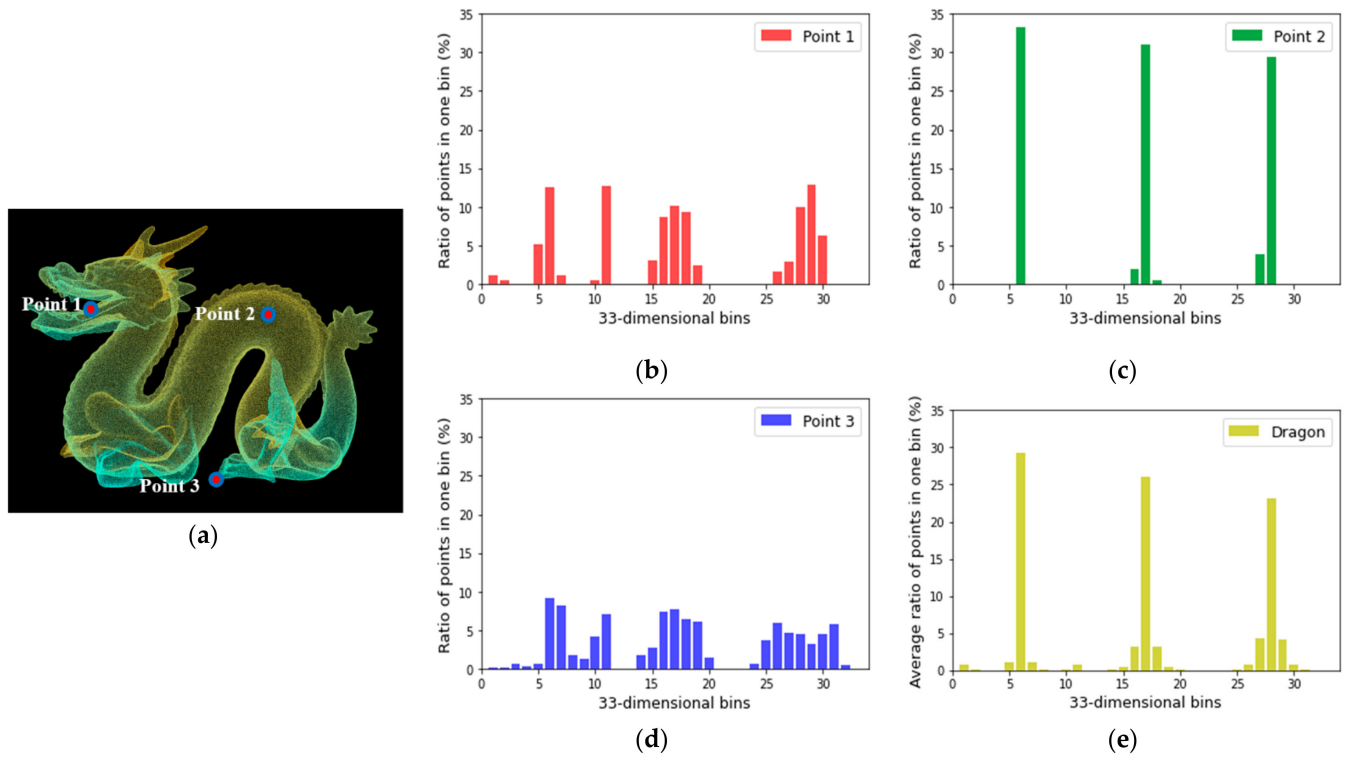 Point 1
Point 2
Point 3
(a)
Ratio of points in one bin (%)
35
30
25
20
15
10
5
0
Point 1
0 5 10 15 20 25 30
33-dimensional bins
(b)
Ratio of points in one bin (%)
35
30
25
20
15
10
5
0
Point 2
0 5 10 15 20 25 30
33-dimensional bins
(c)
Ratio of points in one bin (%)
35
30
25
20
15
10
5
0
Point 3
0 5 10 15 20 25 30
33-dimensional bins
(d)
Average ratio of points in one bin (%)
35
30
25
20
15
10
5
0
Dragon
0 5 10 15 20 25 30
33-dimensional bins
(e)